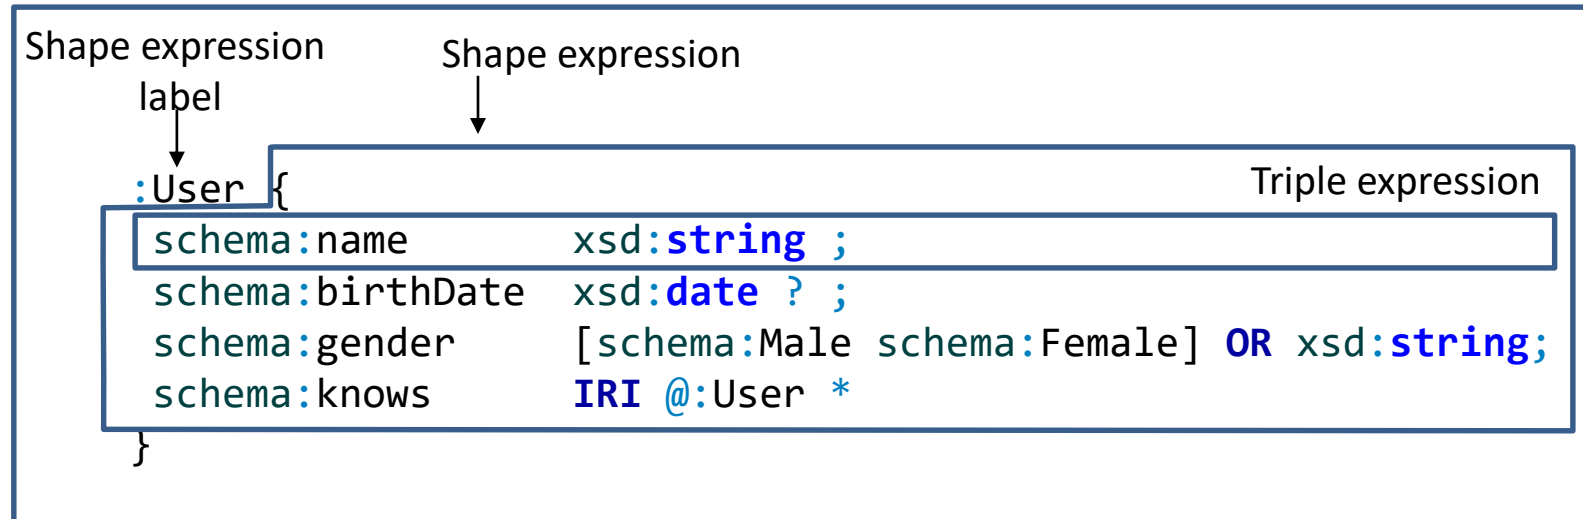 Shape expression
label
Shape expression
:User {
Triple expression
schema:name xsd:string ;
schema:birthDate xsd:date ? ;
schema:gender [schema:Male schema:Female] OR xsd:string;
schema:knows IRI @:User *
}